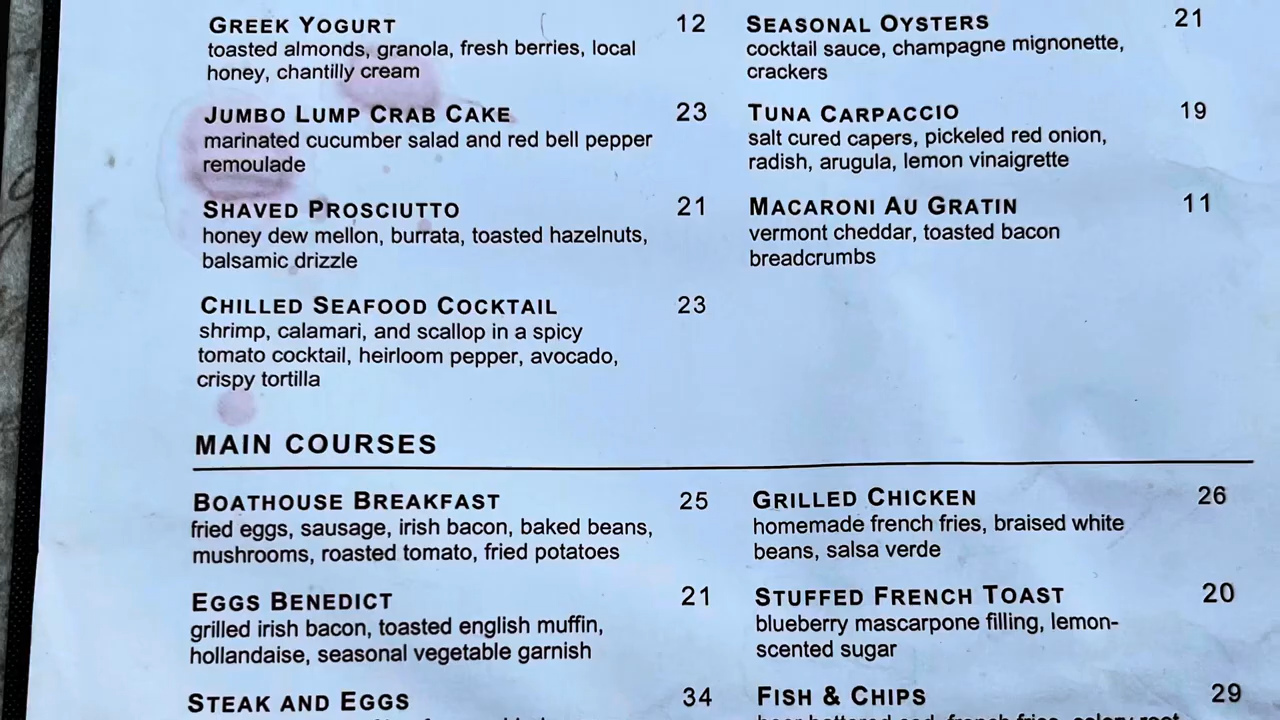 GREEK YOGURT 12
toasted almonds, granola, fresh berries, local
honey, chantilly cream
JUMBO LUMP CRAB CAKE 23
marinated cucumber salad and red bell pepper
remoulade
SHAVED PROSCIUTTO 21
honey dew mellon, burrata, toasted hazelnuts,
balsamic drizzle
CHILLED SEAFOOD COCKTAIL 23
shrimp, calamari, and scallop in a spicy
tomato cocktail, heirloom pepper, avocado,
crispy tortilla
SEASONAL OYSTERS 21
cocktail sauce, champagne mignonette,
crackers
TUNA CARPACCIO 19
salt cured capers, pickeled red onion,
radish, arugula, lemon vinaigrette
MACARONI AU GRATIN 11
vermont cheddar, toasted bacon
breadcrumbs
MAIN COURSES
BOATHOUSE BREAKFAST 25
fried eggs, sausage, irish bacon, baked beans,
mushrooms, roasted tomato, fried potatoes
EGGS BENEDICT 21
grilled irish bacon, toasted english muffin,
hollandaise, seasonal vegetable garnish
STEAK AND EGGS 34
GRILLED CHICKEN 26
homemade french fries, braised white
beans, salsa verde
STUFFED FRENCH TOAST 20
blueberry mascarpone filling, lemon-
scented sugar
FISH & CHIPS 29
beer battered cod, french fries, celery root